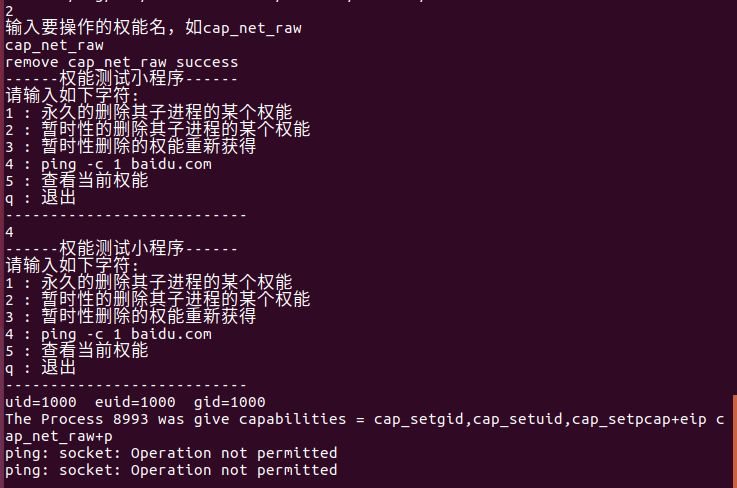 2
输入要操作的权能名，如cap_net_raw
cap_net_raw
remove cap_net_raw success
------权能测试小程序------
请输入如下字符:
1 : 永久的删除其子进程的某个权能
2 : 暂时性的删除其子进程的某个权能
3 : 暂时性删除的权能重新获得
4 : ping -c 1 baidu.com
5 : 查看当前权能
q : 退出
---------------------------
4
------权能测试小程序------
请输入如下字符:
1 : 永久的删除其子进程的某个权能
2 : 暂时性的删除其子进程的某个权能
3 : 暂时性删除的权能重新获得
4 : ping -c 1 baidu.com
5 : 查看当前权能
q : 退出
---------------------------
uid=1000  euid=1000  gid=1000
The Process 8993 was give capabilities = cap_setgid,cap_setuid,cap_setpcap+eip c
ap_net_raw+p
ping: socket: Operation not permitted
ping: socket: Operation not permitted